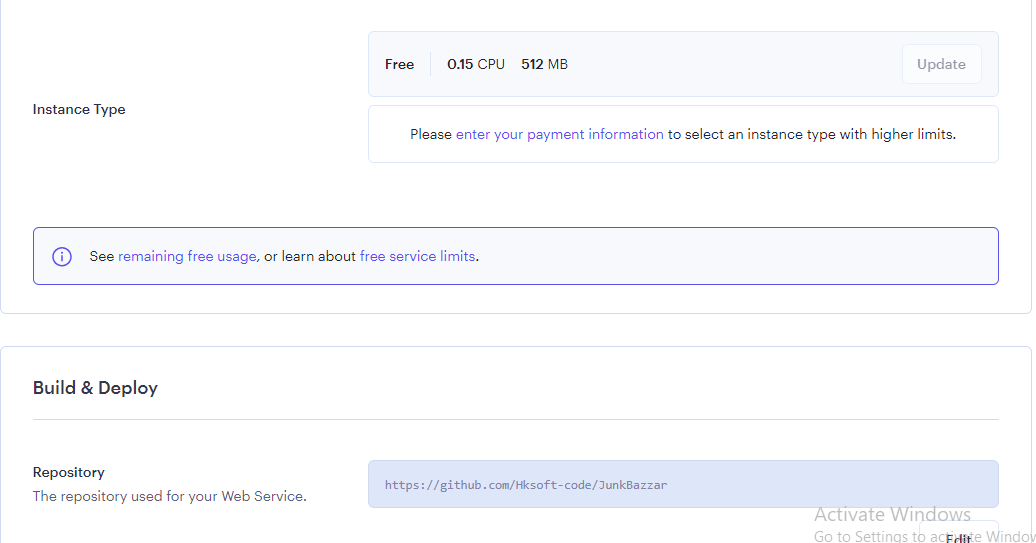 Free 0.15 CPU 512 MB Update
Instance Type
Please enter your payment information to select an instance type with higher limits.
See remaining free usage, or learn about free service limits.
Build & Deploy
Repository
The repository used for your Web Service.
https://github.com/Hksoft-code/JunkBazzar
Activate Windows
Edit
Go to Settings to activate Windows